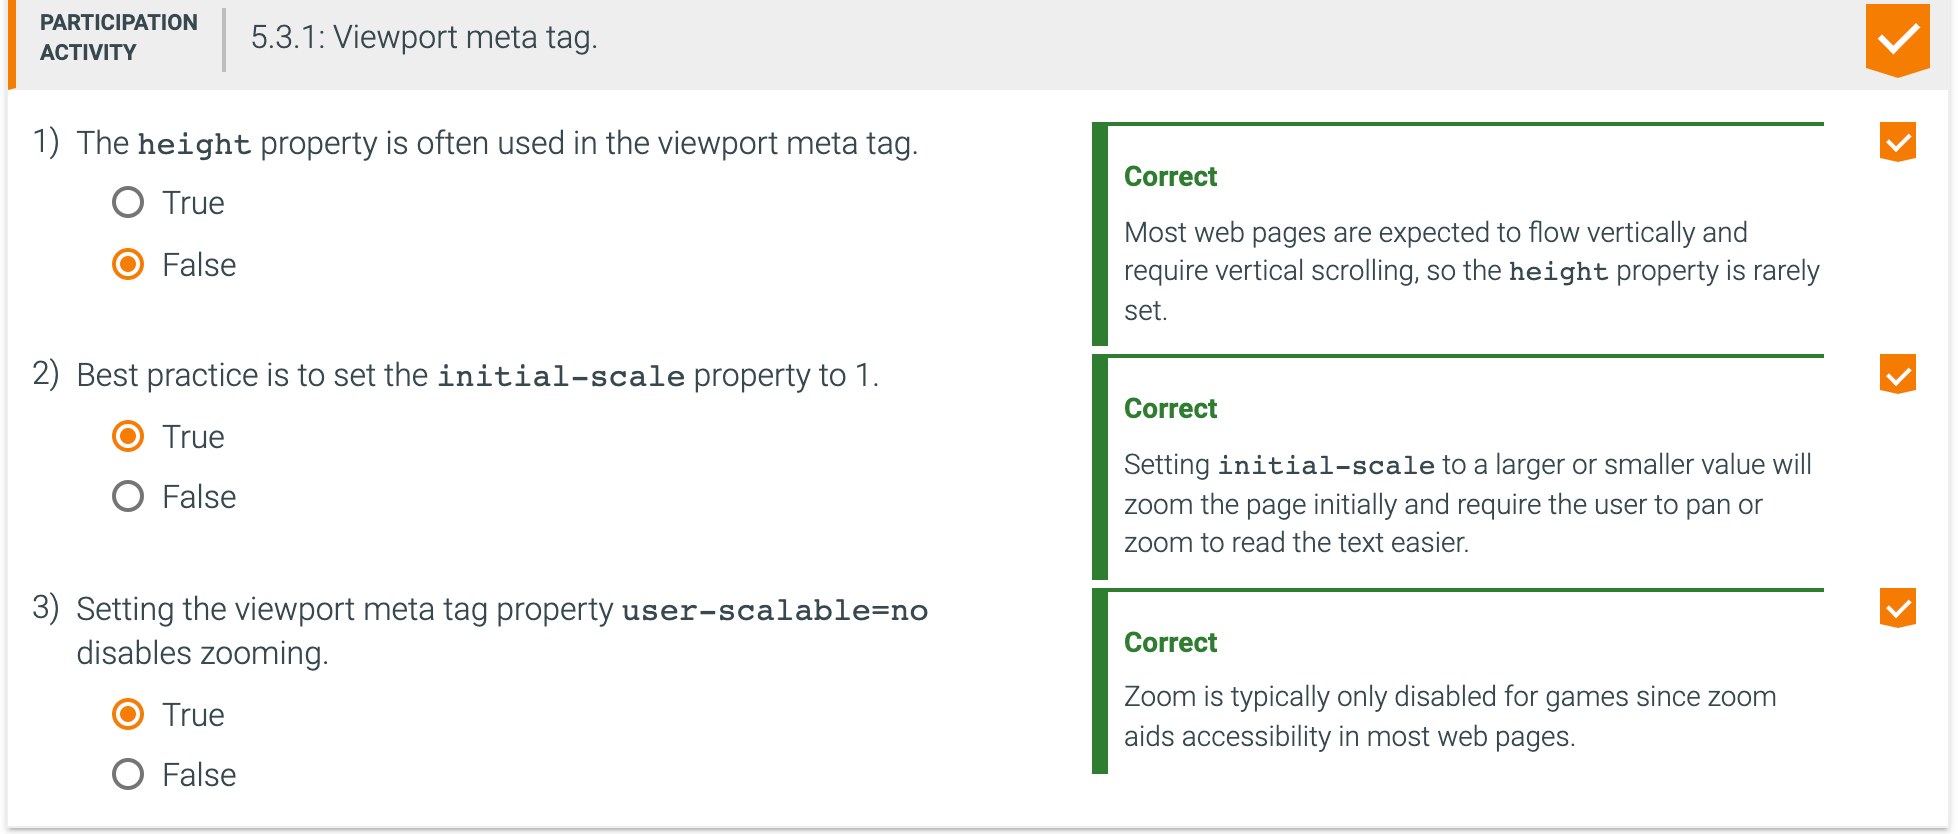 PARTICIPATION
ACTIVITY
5.3.1: Viewport meta tag.
1) The height property is often used in the viewport meta tag.
True
False
Correct
Most web pages are expected to flow vertically and
require vertical scrolling, so the height property is rarely
set.
2) Best practice is to set the initial-scale property to 1.
True
False
Correct
Setting initial-scale to a larger or smaller value will
zoom the page initially and require the user to pan or
zoom to read the text easier.
3) Setting the viewport meta tag property user-scalable=no
disables zooming.
True
False
Correct
Zoom is typically only disabled for games since zoom
aids accessibility in most web pages.